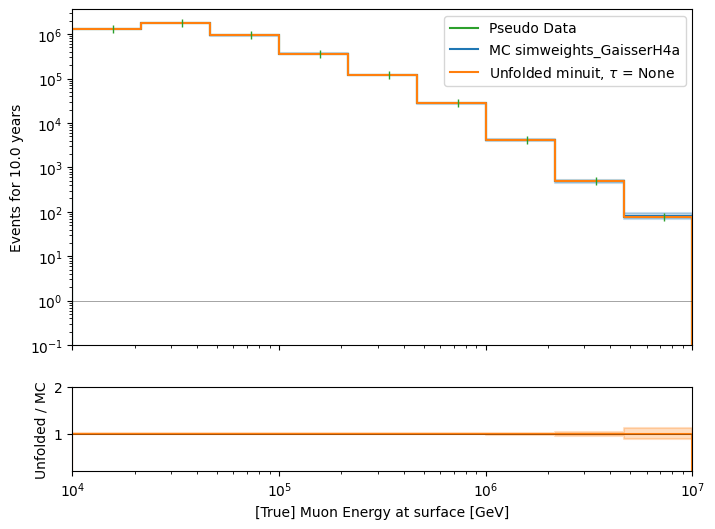 Pseudo Data
MC simweights_GaisserH4a
Unfolded minuit, τ = None
Events for 10.0 years
10⁶
10⁵
10⁴
10³
10²
10¹
10⁰
10⁻¹
Unfolded / MC
2
1
10⁴ 10⁵ 10⁶ 10⁷
[True] Muon Energy at surface [GeV]